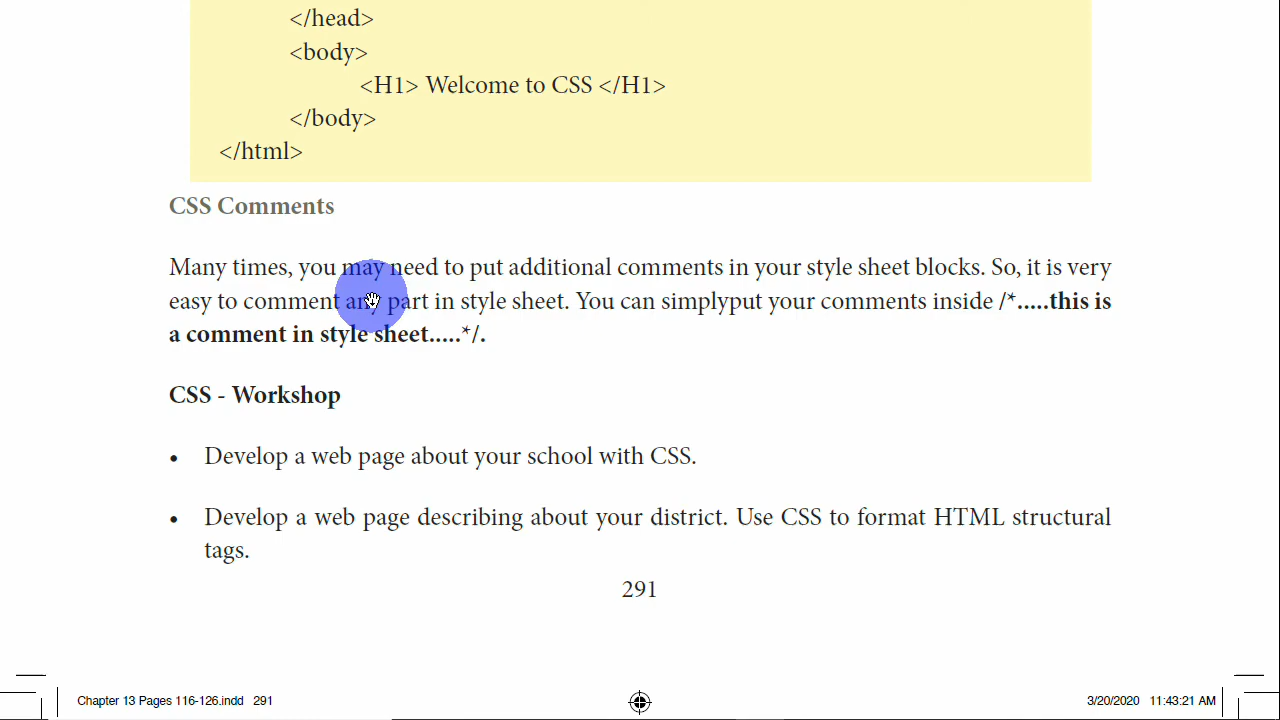 </head>
<body>
<H1> Welcome to CSS </H1>
</body>
</html>
CSS Comments
Many times, you may need to put additional comments in your style sheet blocks. So, it is very
easy to comment any part in style sheet. You can simplyput your comments inside /*.....this is
a comment in style sheet.....*/.
CSS - Workshop
• Develop a web page about your school with CSS.
• Develop a web page describing about your district. Use CSS to format HTML structural
tags.
291
Chapter 13 Pages 116-126.indd 291 3/20/2020 11:43:21 AM